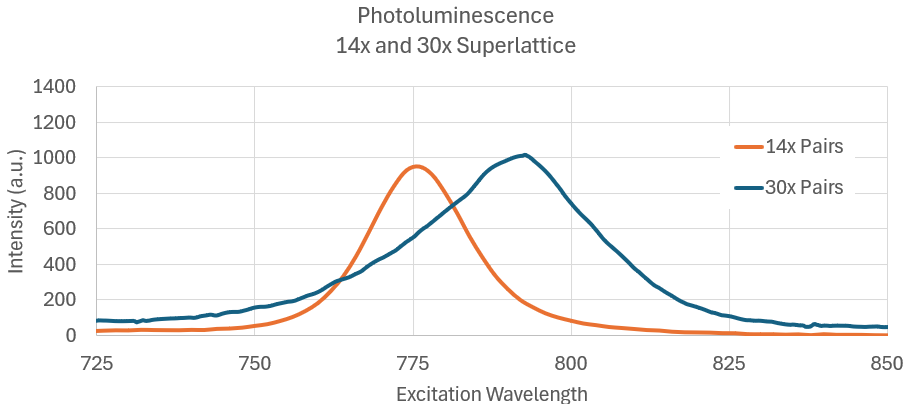 Photoluminescence
14x and 30x Superlattice
1400
1200
1000
800
600
400
200
0
Intensity (a.u.)
14x Pairs
30x Pairs
725 750 775 800 825 850
Excitation Wavelength